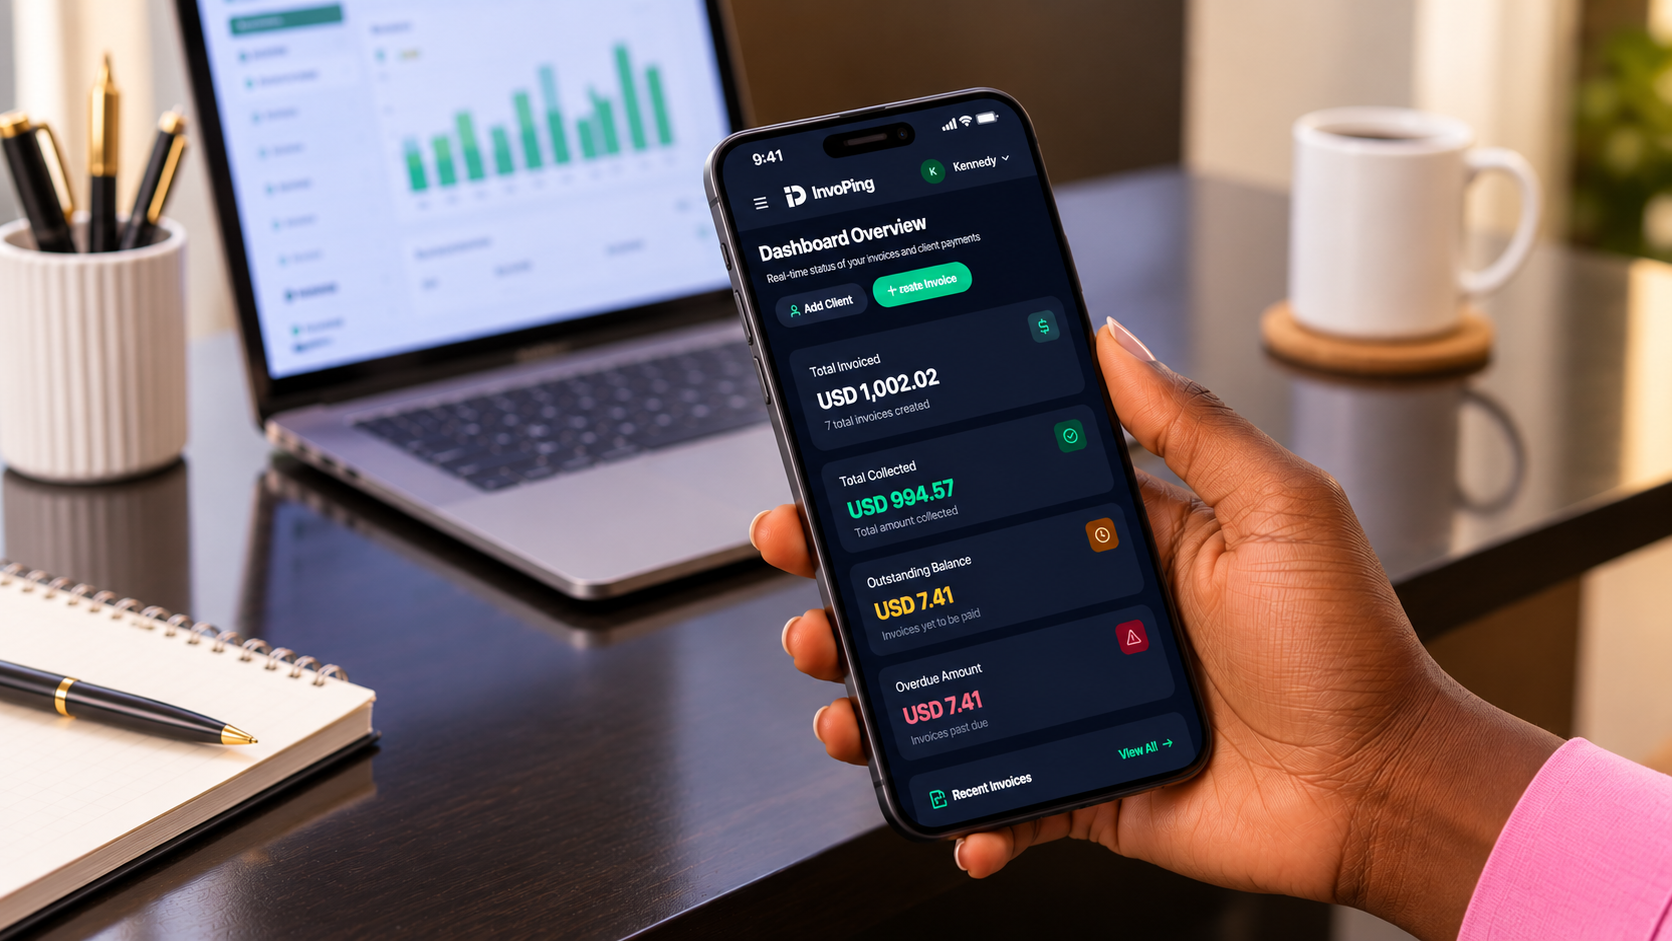 9:41
InvoPing
K
Kennedy
Dashboard Overview
Real-time status of your invoices and client payments
Add Client
+reate Invoice
Total Invoiced
USD 1,002.02
7 total invoices created
Total Collected
USD 994.57
Total amount collected
Outstanding Balance
USD 7.41
Invoices yet to be paid
Overdue Amount
USD 7.41
Invoices past due
Recent Invoices
View All →